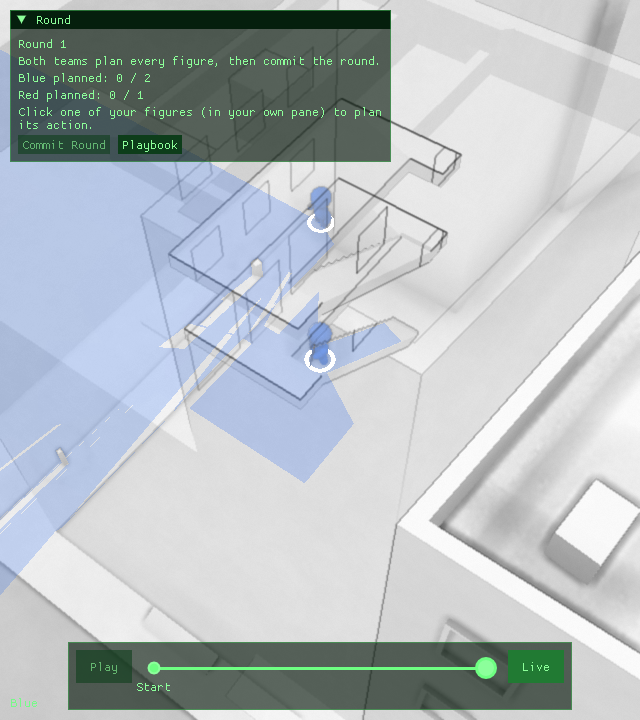 Round
Round 1
Both teams plan every figure, then commit the round.
Blue planned: 0 / 2
Red planned: 0 / 1
Click one of your figures (in your own pane) to plan
its action.
Commit Round
Playbook
Play
Start
Live